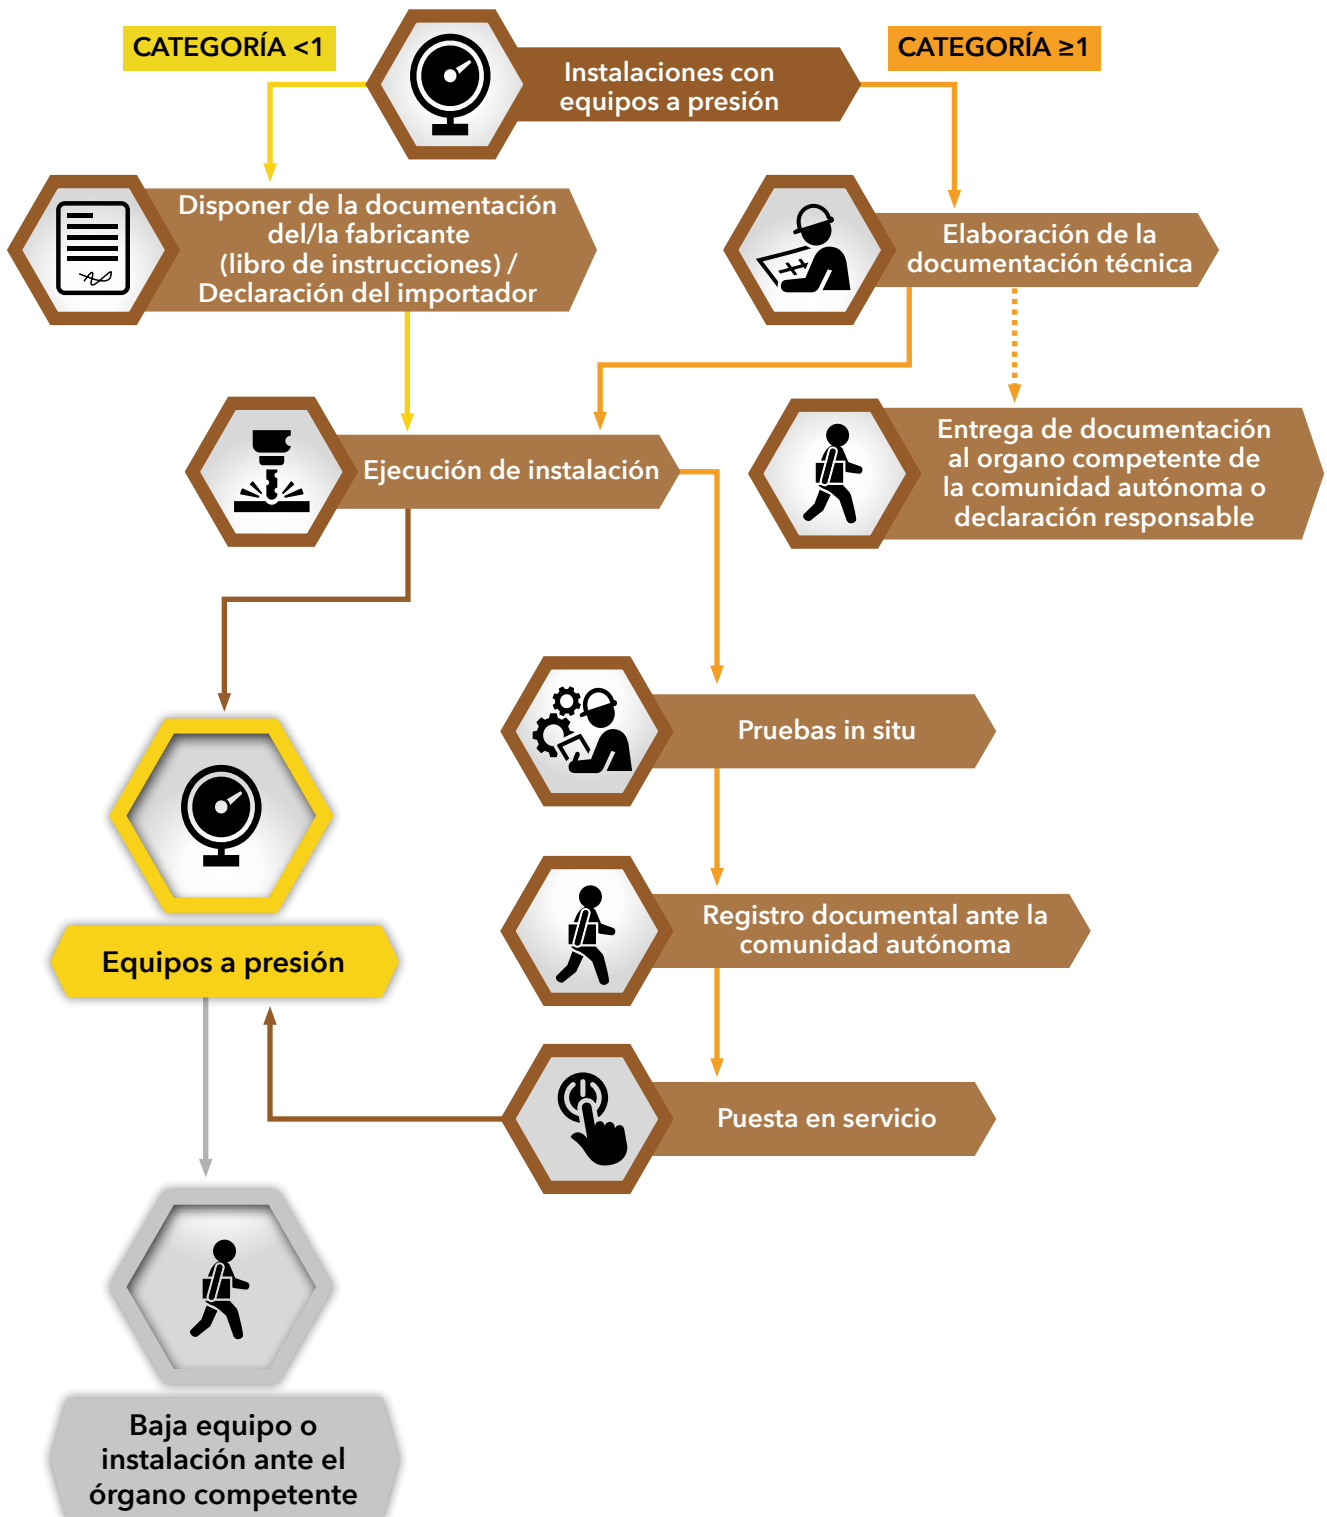 CATEGORÍA <1
CATEGORÍA ≥1
Instalaciones con
equipos a presión
Disponer de la documentación
del/la fabricante
(libro de instrucciones) /
Declaración del importador
Elaboración de la
documentación técnica
Ejecución de instalación
Entrega de documentación
al organo competente de
la comunidad autónoma o
declaración responsable
Pruebas in situ
Registro documental ante la
comunidad autónoma
Equipos a presión
Puesta en servicio
Baja equipo o
instalación ante el
órgano competente